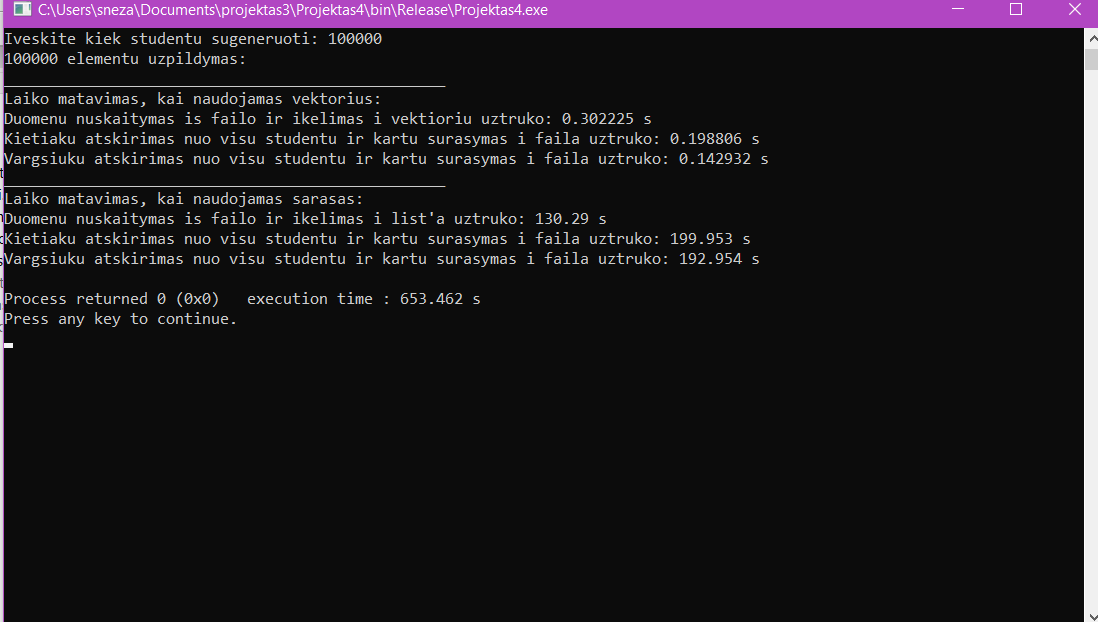 C:\Users\sneza\Documents\projektas3\Projektas4\bin\Release\Projektas4.exe
Iveskite kiek studentu sugeneruoti: 100000
100000 elementu uzpildymas:
_________________________________________________
Laiko matavimas, kai naudojamas vektorius:
Duomenu nuskaitymas is failo ir ikelimas i vektioriu uztruko: 0.302225 s
Kietiaku atskirimas nuo visu studentu ir kartu surasymas i faila uztruko: 0.198806 s
Vargsiuku atskirimas nuo visu studentu ir kartu surasymas i faila uztruko: 0.142932 s
_________________________________________________
Laiko matavimas, kai naudojamas sarasas:
Duomenu nuskaitymas is failo ir ikelimas i list'a uztruko: 130.29 s
Kietiaku atskirimas nuo visu studentu ir kartu surasymas i faila uztruko: 199.953 s
Vargsiuku atskirimas nuo visu studentu ir kartu surasymas i faila uztruko: 192.954 s
Process returned 0 (0x0)   execution time : 653.462 s
Press any key to continue.